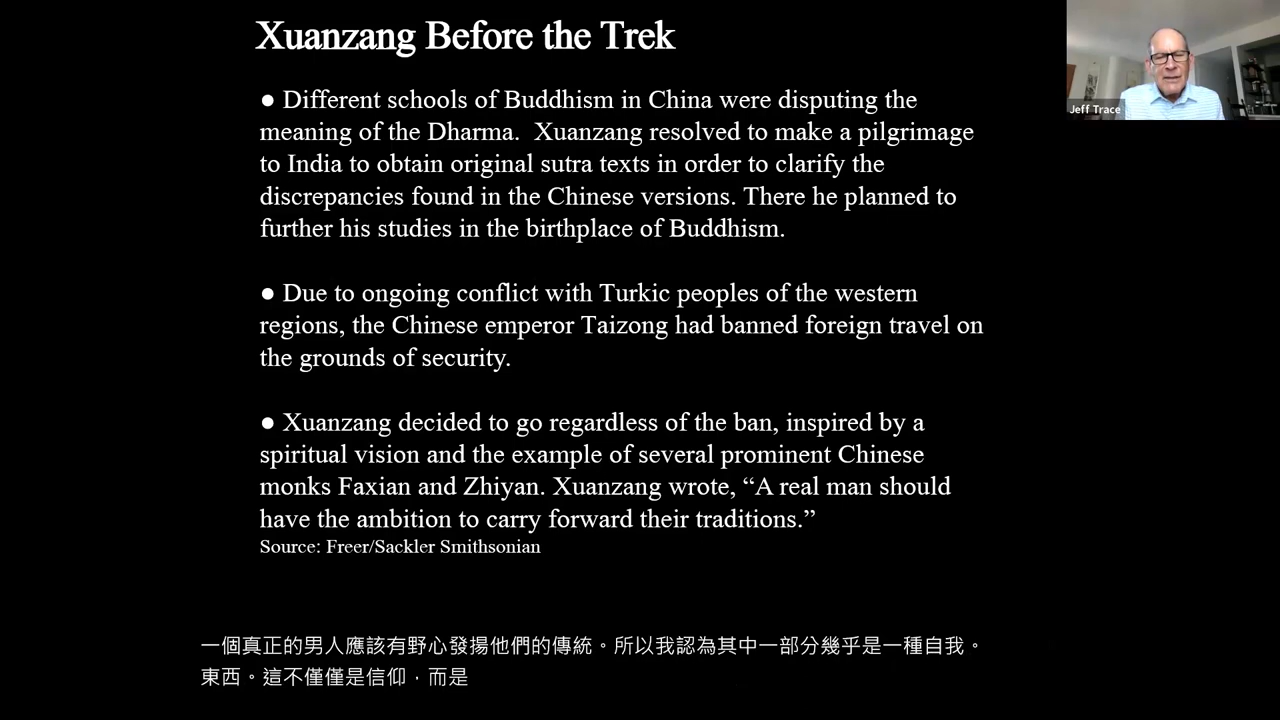 Xuanzang Before the Trek
● Different schools of Buddhism in China were disputing the
meaning of the Dharma.  Xuanzang resolved to make a pilgrimage
to India to obtain original sutra texts in order to clarify the
discrepancies found in the Chinese versions. There he planned to
further his studies in the birthplace of Buddhism.
● Due to ongoing conflict with Turkic peoples of the western
regions, the Chinese emperor Taizong had banned foreign travel on
the grounds of security.
● Xuanzang decided to go regardless of the ban, inspired by a
spiritual vision and the example of several prominent Chinese
monks Faxian and Zhiyan. Xuanzang wrote, “A real man should
have the ambition to carry forward their traditions.”
Source: Freer/Sackler Smithsonian
Jeff Trace
一個真正的男人應該有野心發揚他們的傳統。所以我認為其中一部分幾乎是一種自我。
東西。這不僅僅是信仰，而是